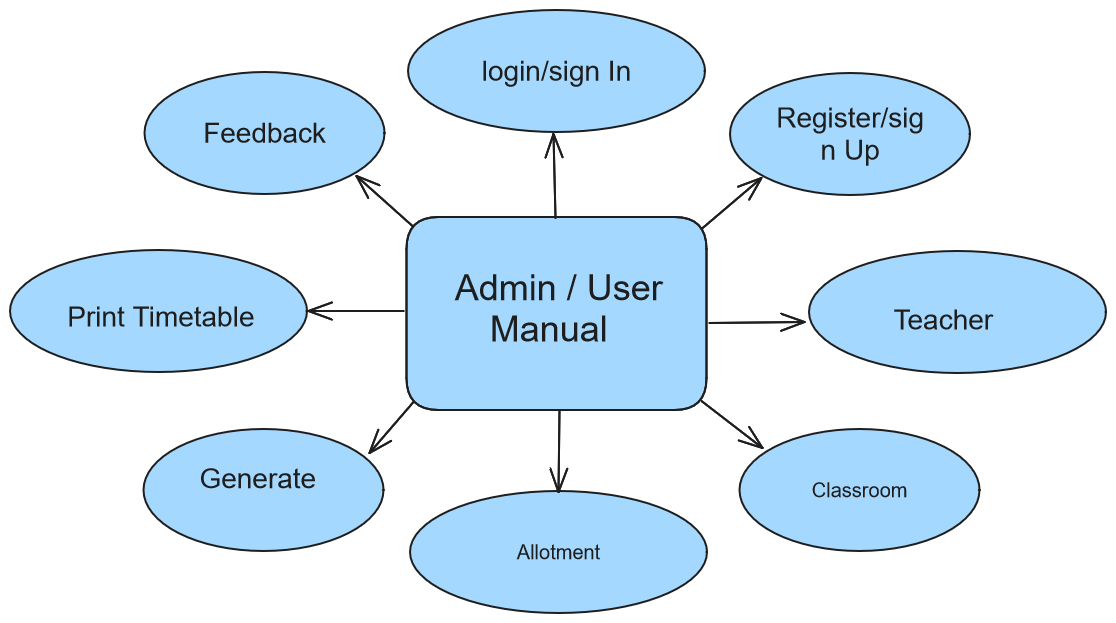 login/sign In
Feedback
Register/sig
n Up
Admin / User
Manual
Print Timetable
Teacher
Generate
Classroom
Allotment